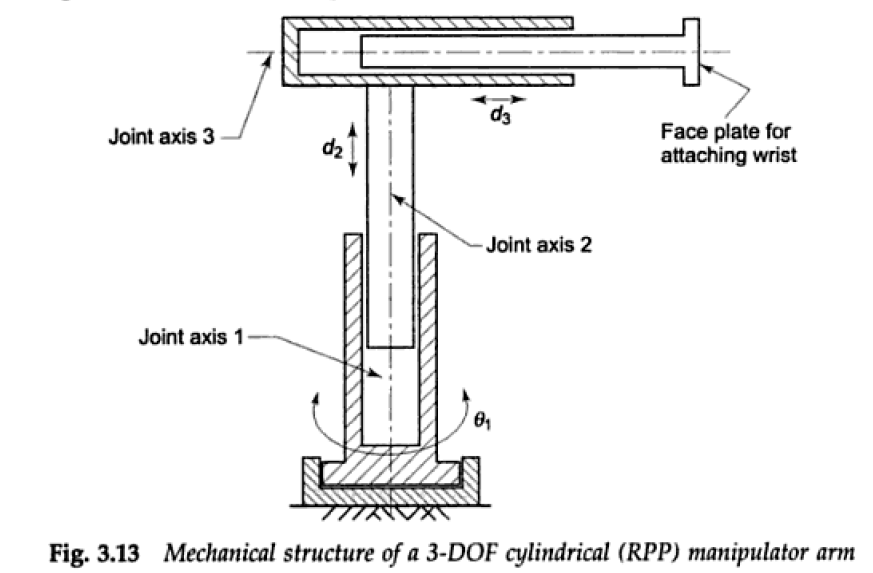 Joint axis 3
d₃
Face plate for
attaching wrist
d₂
Joint axis 2
Joint axis 1
θ₁
Fig. 3.13 Mechanical structure of a 3-DOF cylindrical (RPP) manipulator arm